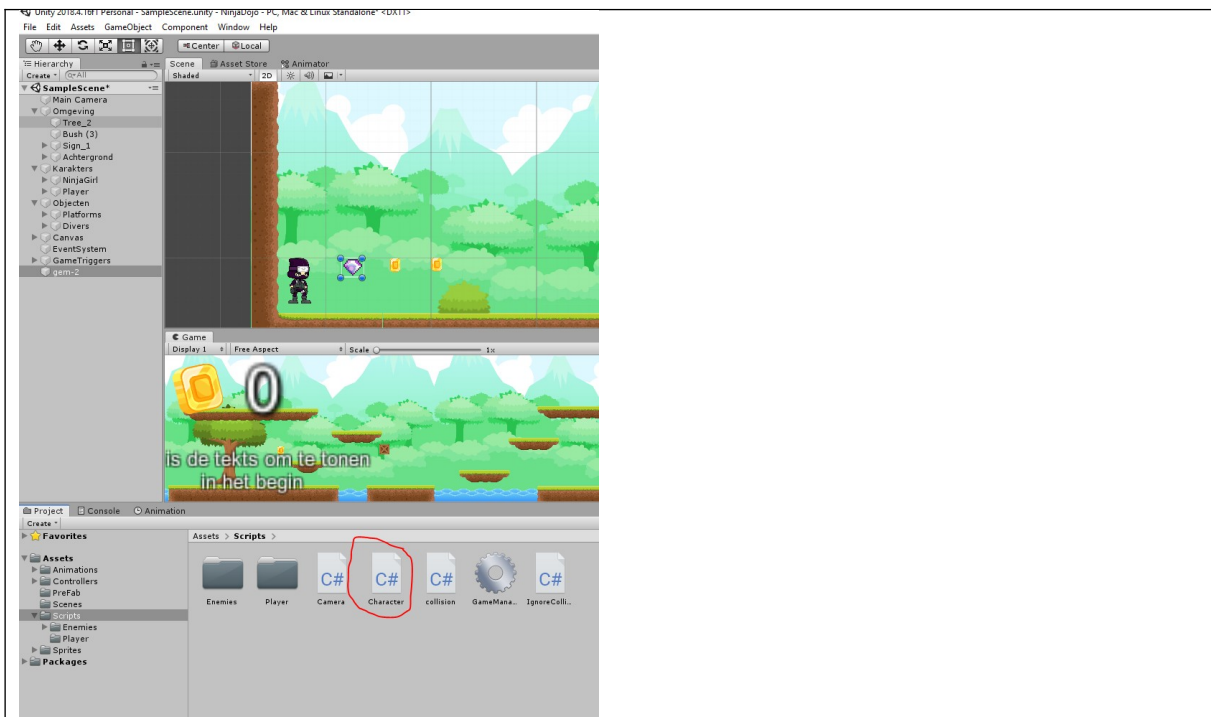 Unity 2018.4.16f1 Personal - SampleScene.unity - NinjaDojo - PC, Mac & Linux Standalone* <DX11>
File Edit Assets GameObject Component Window Help
Center Local
Hierarchy
Create All
SampleScene*
Main Camera
Omgeving
Tree_2
Bush (3)
Sign_1
Achtergrond
Karakters
NinjaGirl
Player
Objecten
Platforms
Divers
Canvas
EventSystem
GameTriggers
gem-2
Scene Asset Store Animator
Shaded 2D
Game
Display 1 Free Aspect Scale 1x
0
is de tekts om te tonen
in het begin
Project Console Animation
Create
Favorites
Assets
Animations
Controllers
PreFab
Scenes
Scripts
Enemies
Player
Sprites
Packages
Assets > Scripts >
C# C# C# C#
Enemies Player Camera Character collision GameMana... IgnoreColli...